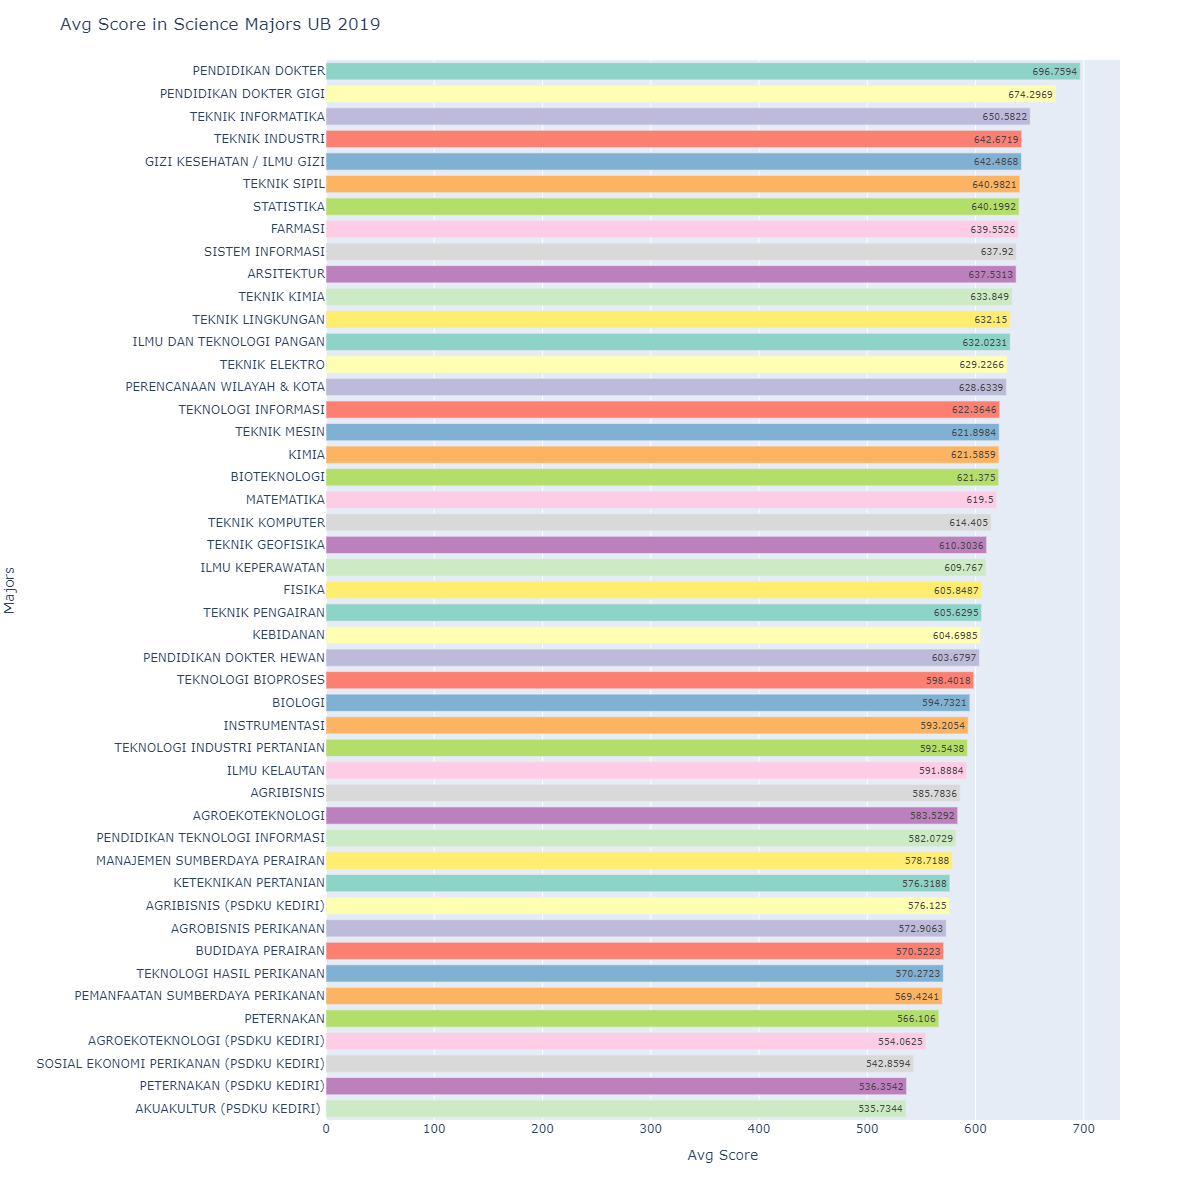 Avg Score in Science Majors UB 2019
PENDIDIKAN DOKTER 696.7594
PENDIDIKAN DOKTER GIGI 674.2969
TEKNIK INFORMATIKA 650.5822
TEKNIK INDUSTRI 642.6719
GIZI KESEHATAN / ILMU GIZI 642.4868
TEKNIK SIPIL 640.9821
STATISTIKA 640.1992
FARMASI 639.5526
SISTEM INFORMASI 637.92
ARSITEKTUR 637.5313
TEKNIK KIMIA 633.849
TEKNIK LINGKUNGAN 632.15
ILMU DAN TEKNOLOGI PANGAN 632.0231
TEKNIK ELEKTRO 629.2266
PERENCANAAN WILAYAH & KOTA 628.6339
TEKNOLOGI INFORMASI 622.3646
TEKNIK MESIN 621.8984
KIMIA 621.5859
BIOTEKNOLOGI 621.375
MATEMATIKA 619.5
TEKNIK KOMPUTER 614.405
TEKNIK GEOFISIKA 610.3036
ILMU KEPERAWATAN 609.767
FISIKA 605.8487
TEKNIK PENGAIRAN 605.6295
KEBIDANAN 604.6985
PENDIDIKAN DOKTER HEWAN 603.6797
TEKNOLOGI BIOPROSES 598.4018
BIOLOGI 594.7321
INSTRUMENTASI 593.2054
TEKNOLOGI INDUSTRI PERTANIAN 592.5438
ILMU KELAUTAN 591.8884
AGRIBISNIS 585.7836
AGROEKOTEKNOLOGI 583.5292
PENDIDIKAN TEKNOLOGI INFORMASI 582.0729
MANAJEMEN SUMBERDAYA PERAIRAN 578.7188
KETEKNIKAN PERTANIAN 576.3188
AGRIBISNIS (PSDKU KEDIRI) 576.125
AGROBISNIS PERIKANAN 572.9063
BUDIDAYA PERAIRAN 570.5223
TEKNOLOGI HASIL PERIKANAN 570.2723
PEMANFAATAN SUMBERDAYA PERIKANAN 569.4241
PETERNAKAN 566.106
AGROEKOTEKNOLOGI (PSDKU KEDIRI) 554.0625
SOSIAL EKONOMI PERIKANAN (PSDKU KEDIRI) 542.8594
PETERNAKAN (PSDKU KEDIRI) 536.3542
AKUAKULTUR (PSDKU KEDIRI) 535.7344
Majors
0 100 200 300 400 500 600 700
Avg Score